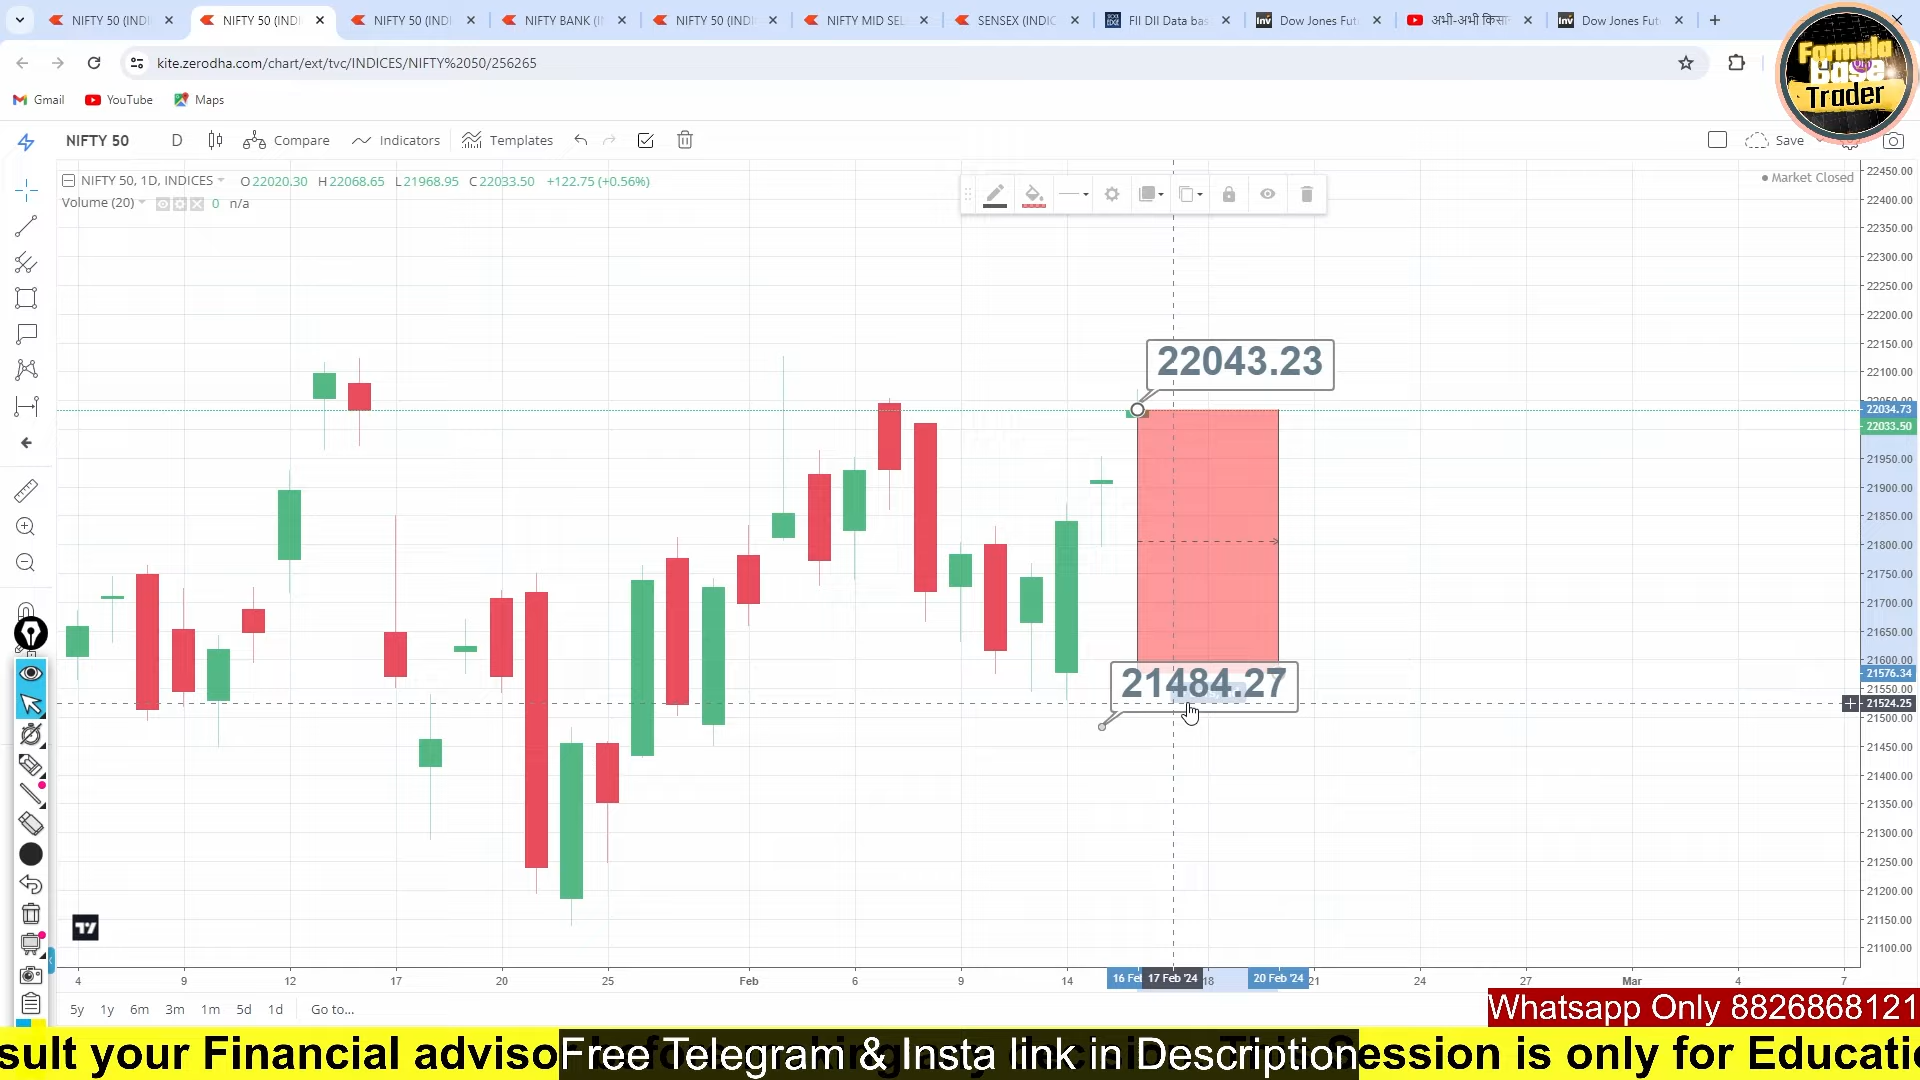 NIFTY 50 (INDI
NIFTY 50 (INDI
NIFTY 50 (INDI
NIFTY BANK (IN
NIFTY 50 (INDI
NIFTY MID SEL
SENSEX (INDIC
FII DII Data bas
Dow Jones Fut
अभी-अभी किसा
Dow Jones Fut
kite.zerodha.com/chart/ext/tvc/INDICES/NIFTY%2050/256265
Gmail
YouTube
Maps
Formula
Base
Trader
NIFTY 50
D
Compare
Indicators
Templates
Save
NIFTY 50, 1D, INDICES
O22020.30 H22068.65 L21968.95 C22033.50 +122.75 (+0.56%)
Market Closed
Volume (20)
0 n/a
22450.00
22400.00
22350.00
22300.00
22250.00
22200.00
22150.00
22100.00
22034.73
22033.50
21950.00
21900.00
21850.00
21800.00
21750.00
21700.00
21650.00
21600.00
21576.34
21550.00
21524.25
21500.00
21450.00
21400.00
21350.00
21300.00
21250.00
21200.00
21150.00
21100.00
22043.23
21484.27
4 9 12 17 20 25 Feb 6 9 14 16 Fe 17 Feb '24 18 20 Feb '24 21 24 27 Mar 4 7
5y 1y 6m 3m 1m 5d 1d Go to...
Whatsapp Only 8826868121
sult your Financial adviso
Free Telegram & Insta link in Description
ession is only for Educatio